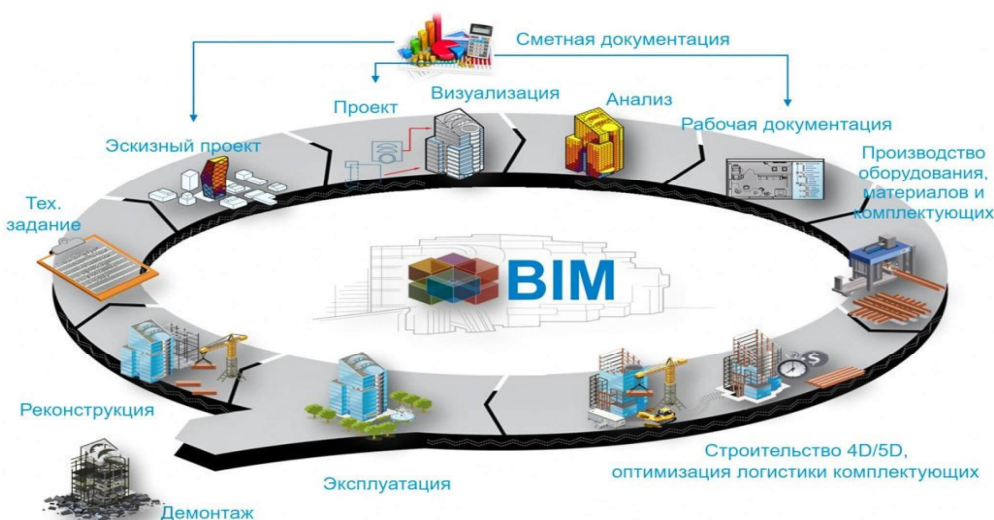 Сметная документация
Визуализация
Проект
Анализ
Рабочая документация
Эскизный проект
Производство
оборудования,
материалов и
комплектующих
Тех.
задание
BIM
Реконструкция
Строительство 4D/5D,
оптимизация логистики комплектующих
Эксплуатация
Демонтаж